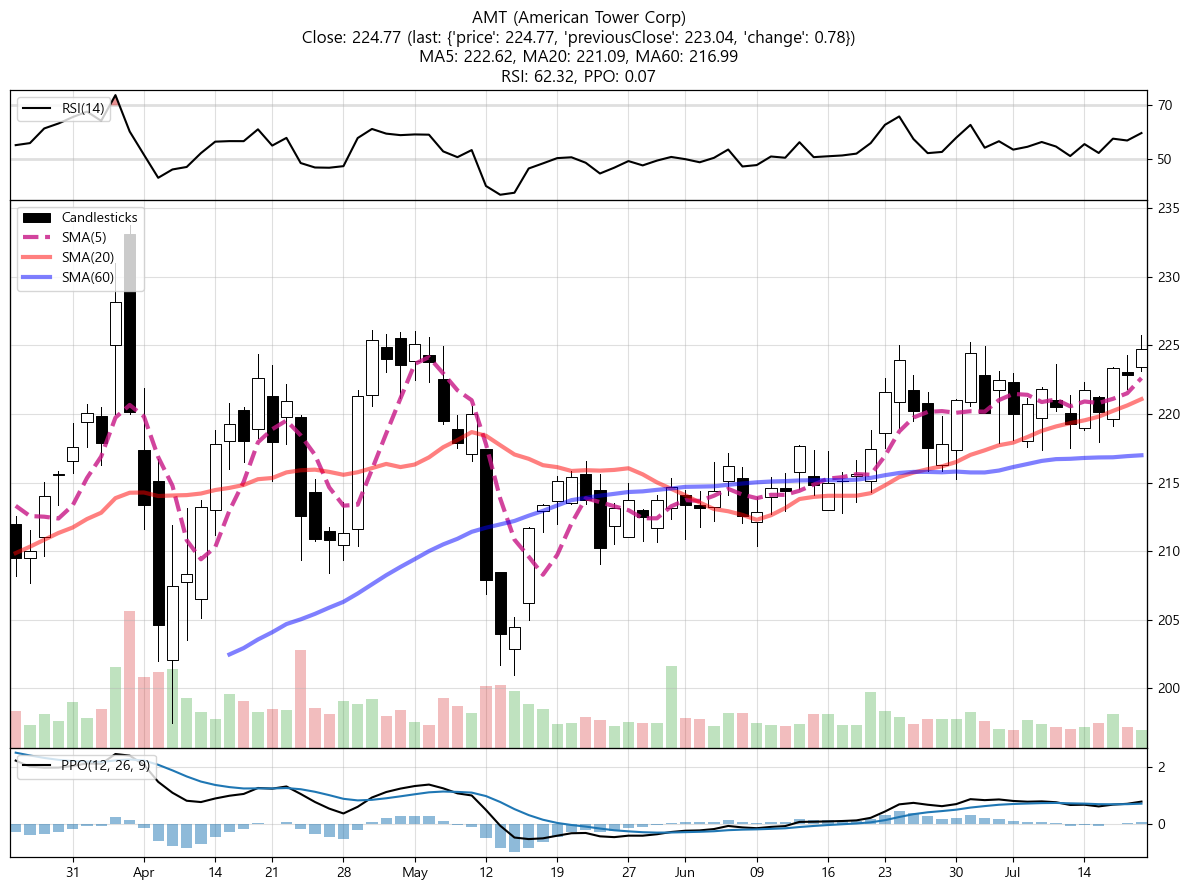 AMT (American Tower Corp)
Close: 224.77 (last: {'price': 224.77, 'previousClose': 223.04, 'change': 0.78})
MA5: 222.62, MA20: 221.09, MA60: 216.99
RSI: 62.32, PPO: 0.07
RSI(14)
70
50
Candlesticks
SMA(5)
SMA(20)
SMA(60)
235
230
225
220
215
210
205
200
PPO(12, 26, 9)
2
0
31 Apr 14 21 28 May 12 19 27 Jun 09 16 23 30 Jul 14